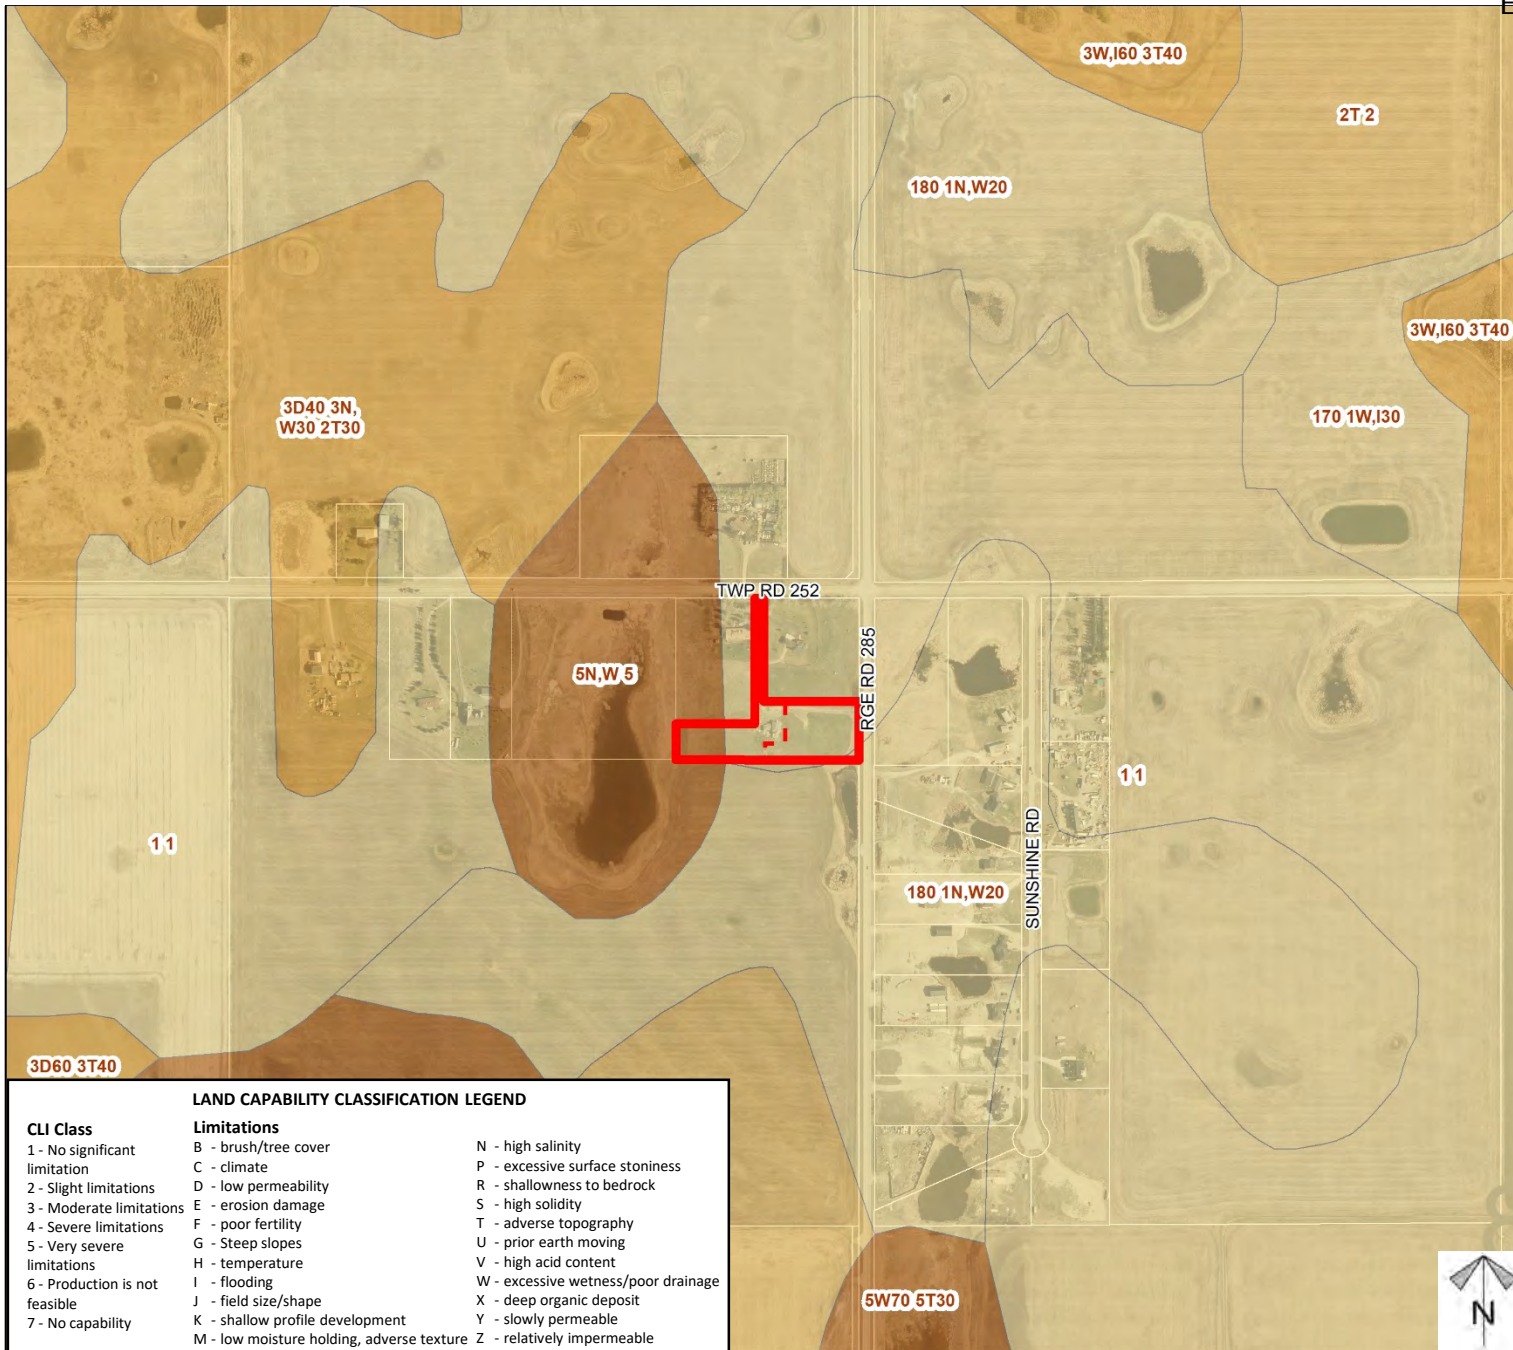 E
3W,I60 3T40
2T 2
180 1N,W20
3W,I60 3T40
3D40 3N,
W30 2T30
170 1W,I30
TWP RD 252
RGE RD 285
5N,W 5
1 1
1 1
SUNSHINE RD
180 1N,W20
3D60 3T40
5W70 5T30
N
LAND CAPABILITY CLASSIFICATION LEGEND
CLI Class
1 - No significant
limitation
2 - Slight limitations
3 - Moderate limitations
4 - Severe limitations
5 - Very severe
limitations
6 - Production is not
feasible
7 - No capability
Limitations
B - brush/tree cover
C - climate
D - low permeability
E - erosion damage
F - poor fertility
G - Steep slopes
H - temperature
I - flooding
J - field size/shape
K - shallow profile development
M - low moisture holding, adverse texture
N - high salinity
P - excessive surface stoniness
R - shallowness to bedrock
S - high solidity
T - adverse topography
U - prior earth moving
V - high acid content
W - excessive wetness/poor drainage
X - deep organic deposit
Y - slowly permeable
Z - relatively impermeable